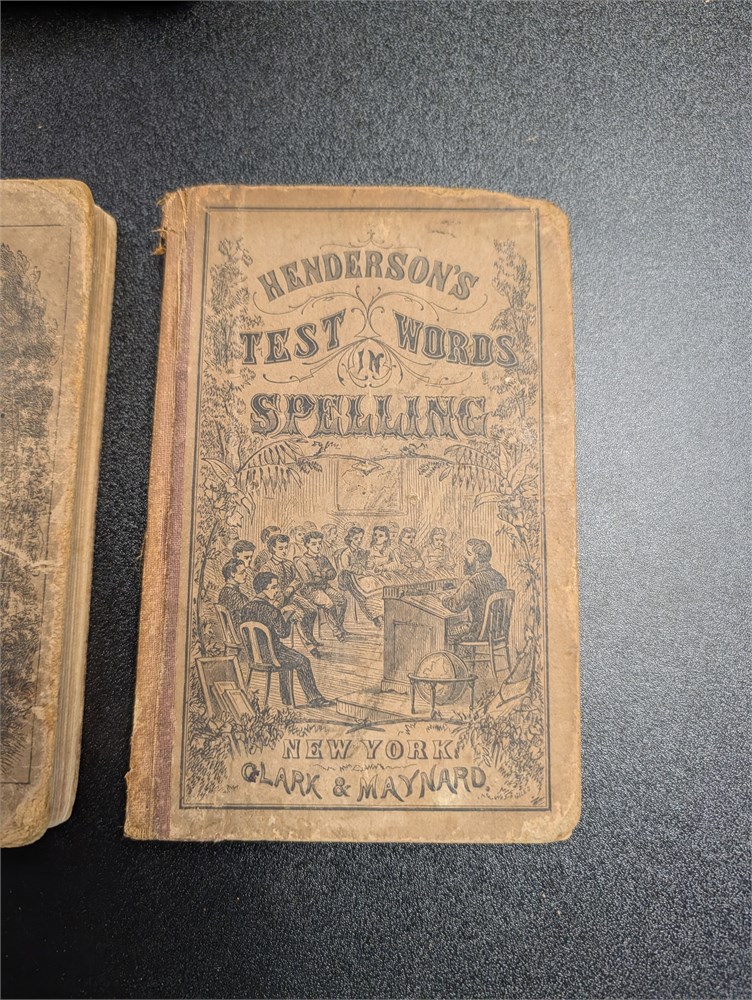 HENDERSON'S
TEST WORDS
IN
SPELLING
NEW YORK:
CLARK & MAYNARD.